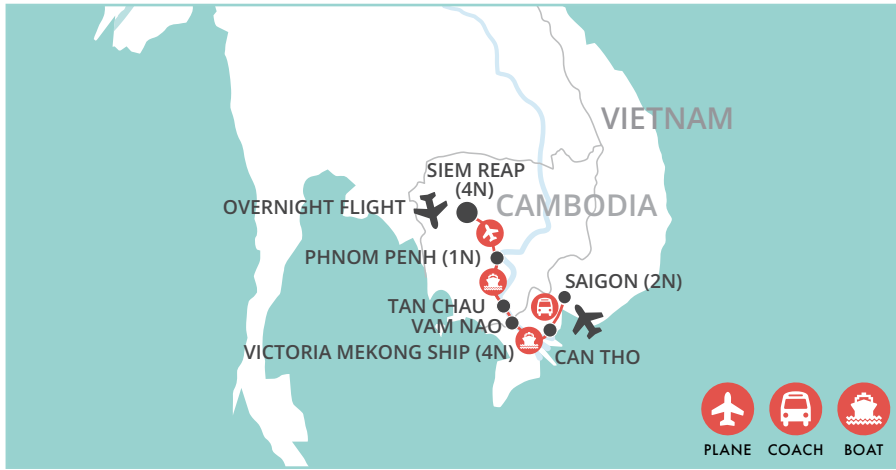 VIETNAM
SIEM REAP
(4N)
OVERNIGHT FLIGHT
CAMBODIA
PHNOM PENH (1N)
SAIGON (2N)
TAN CHAU
VAM NAO
VICTORIA MEKONG SHIP (4N)
CAN THO
PLANE
COACH
BOAT